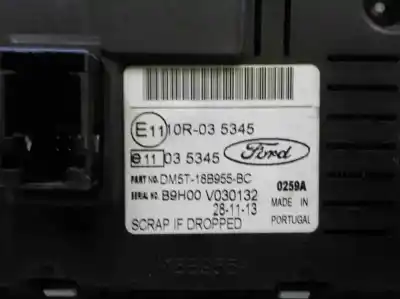 E11 10R-03 5345
e11 03 5345 Ford
PART NO. DM5T-18B955-BC 0259A
SERIAL NO. B9H00 V030132
28-11-13 MADE IN
SCRAP IF DROPPED PORTUGAL